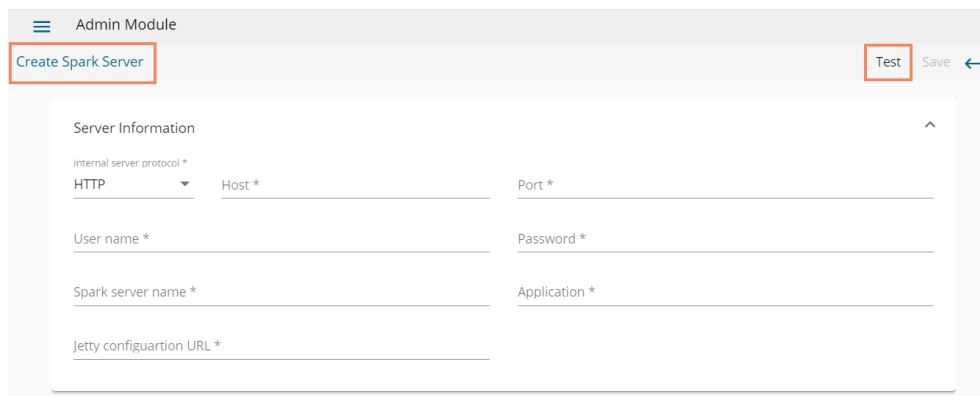 Admin Module
Create Spark Server
Test Save
Server Information
Internal server protocol *
HTTP Host * Port *
User name * Password *
Spark server name * Application *
Jetty configuartion URL *